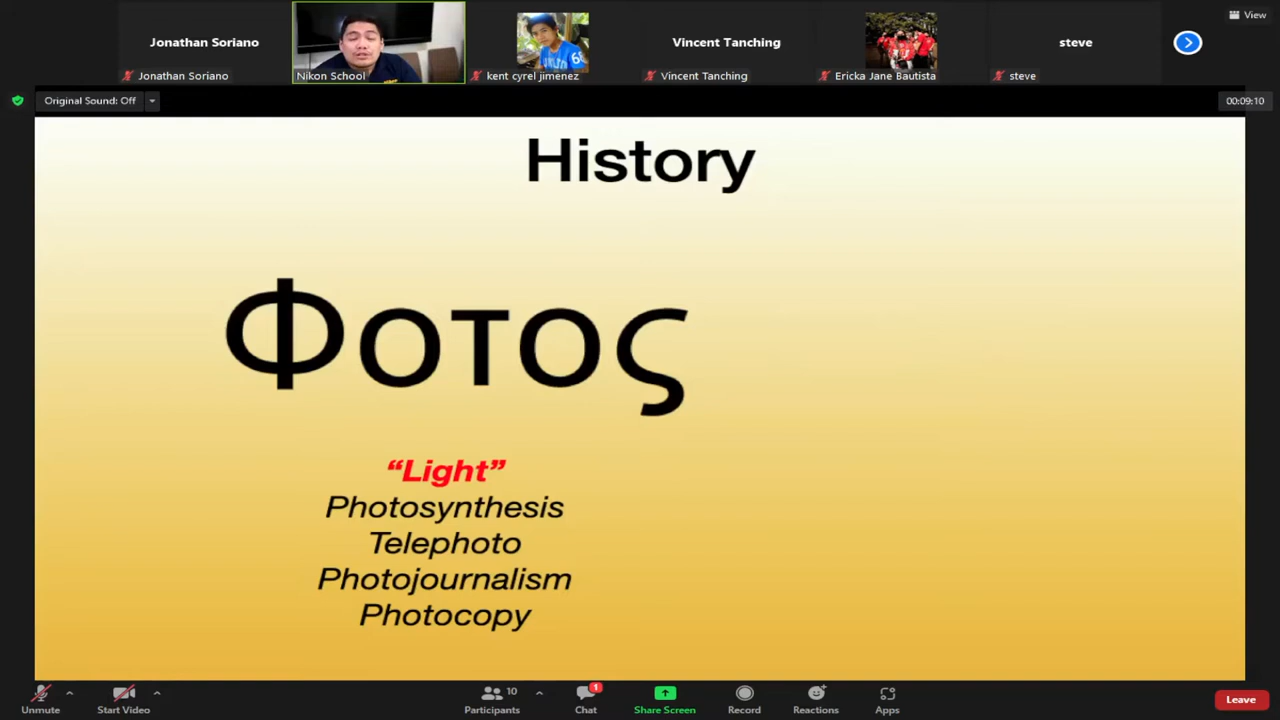 Jonathan Soriano
Vincent Tanching
steve
View
Jonathan Soriano
Nikon School
kent cyrel jimenez
Vincent Tanching
Ericka Jane Bautista
steve
Original Sound: Off
00:09:10
History
Φοτος
“Light”
Photosynthesis
Telephoto
Photojournalism
Photocopy
10
1
Unmute
Start Video
Participants
Chat
Share Screen
Record
Reactions
Apps
Leave